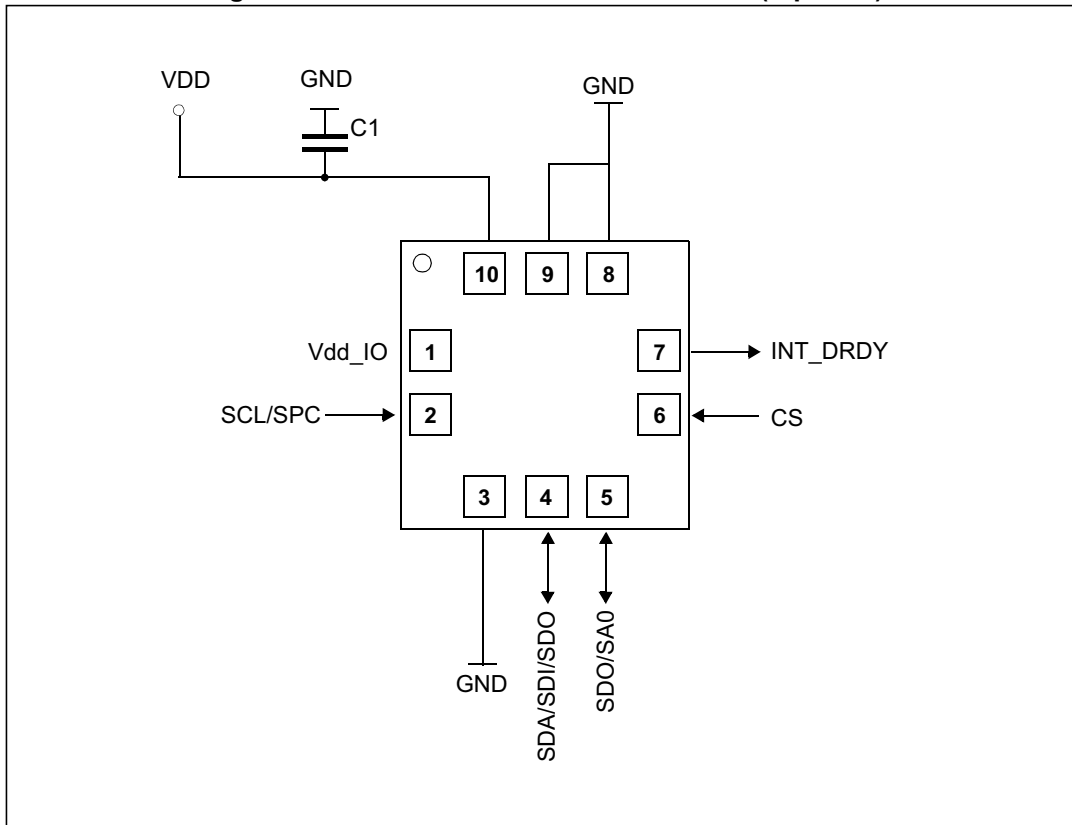 VDD
GND
C1
GND
10
9
8
Vdd_IO
1
7
INT_DRDY
SCL/SPC
2
6
CS
3
4
5
GND
SDA/SDI/SDO
SDO/SA0